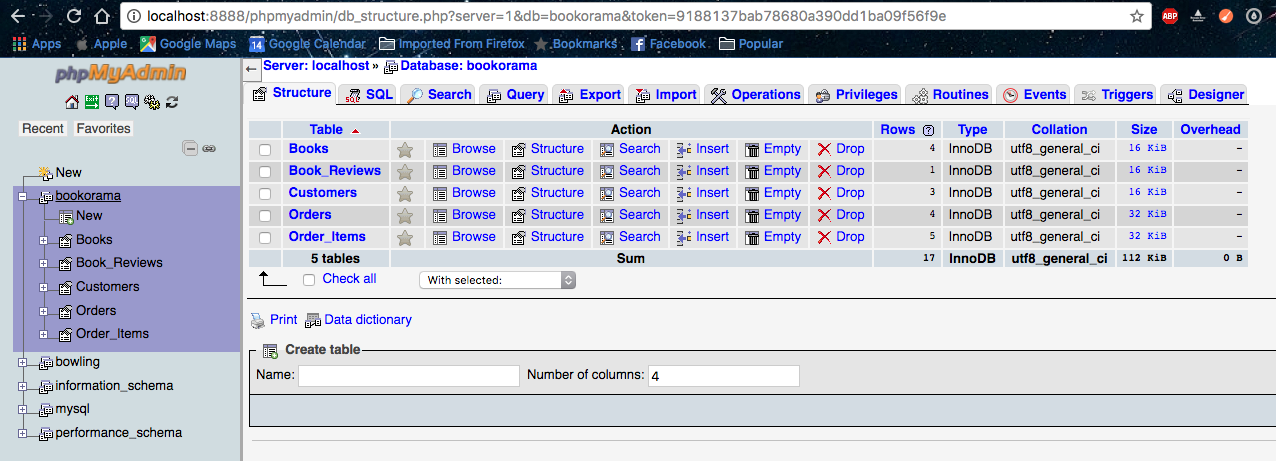 localhost:8888/phpmyadmin/db_structure.php?server=1&db=bookorama&token=9188137bab78680a390dd1ba09f56f9e
ABP
Apps Apple Google Maps 14 Google Calendar Imported From Firefox Bookmarks Facebook Popular
phpMyAdmin
Recent Favorites
New
bookorama
New
Books
Book_Reviews
Customers
Orders
Order_Items
bowling
information_schema
mysql
performance_schema
Server: localhost » Database: bookorama
Structure SQL Search Query Export Import Operations Privileges Routines Events Triggers Designer
Table Action Rows Type Collation Size Overhead
Books Browse Structure Search Insert Empty Drop 4 InnoDB utf8_general_ci 16 KiB –
Book_Reviews Browse Structure Search Insert Empty Drop 1 InnoDB utf8_general_ci 16 KiB –
Customers Browse Structure Search Insert Empty Drop 3 InnoDB utf8_general_ci 16 KiB –
Orders Browse Structure Search Insert Empty Drop 4 InnoDB utf8_general_ci 32 KiB –
Order_Items Browse Structure Search Insert Empty Drop 5 InnoDB utf8_general_ci 32 KiB –
5 tables Sum 17 InnoDB utf8_general_ci 112 KiB 0 B
Check all With selected:
Print Data dictionary
Create table
Name: Number of columns: 4